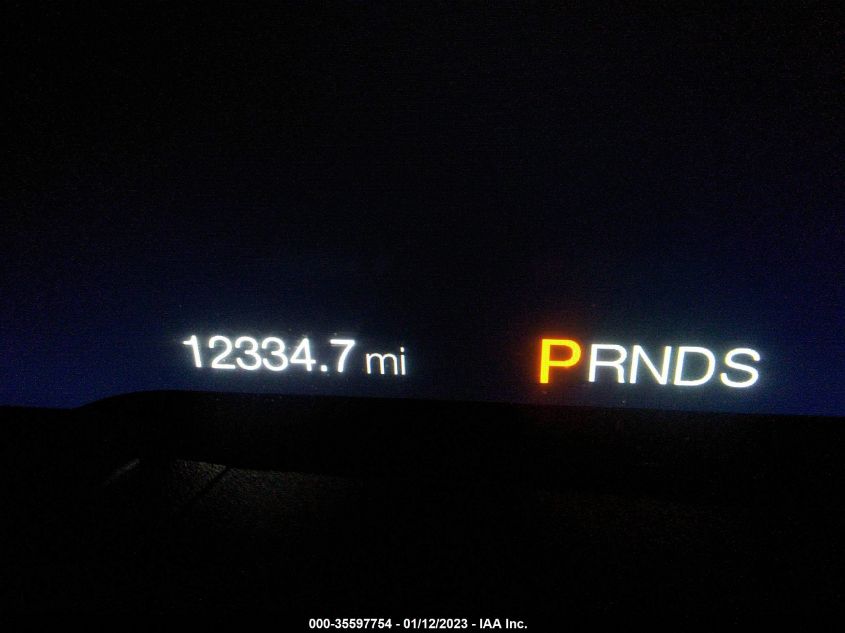 12334.7 mi PRNDS
000-35597754 - 01/12/2023 - IAA Inc.